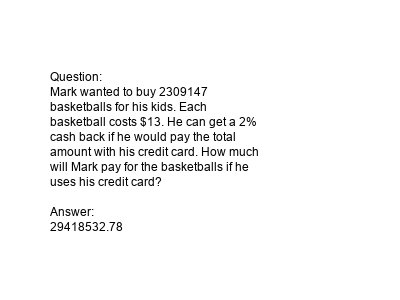 Question:
Mark wanted to buy 2309147
basketballs for his kids. Each
basketball costs $13. He can get a 2%
cash back if he would pay the total
amount with his credit card. How much
will Mark pay for the basketballs if he
uses his credit card?

Answer:
29418532.78